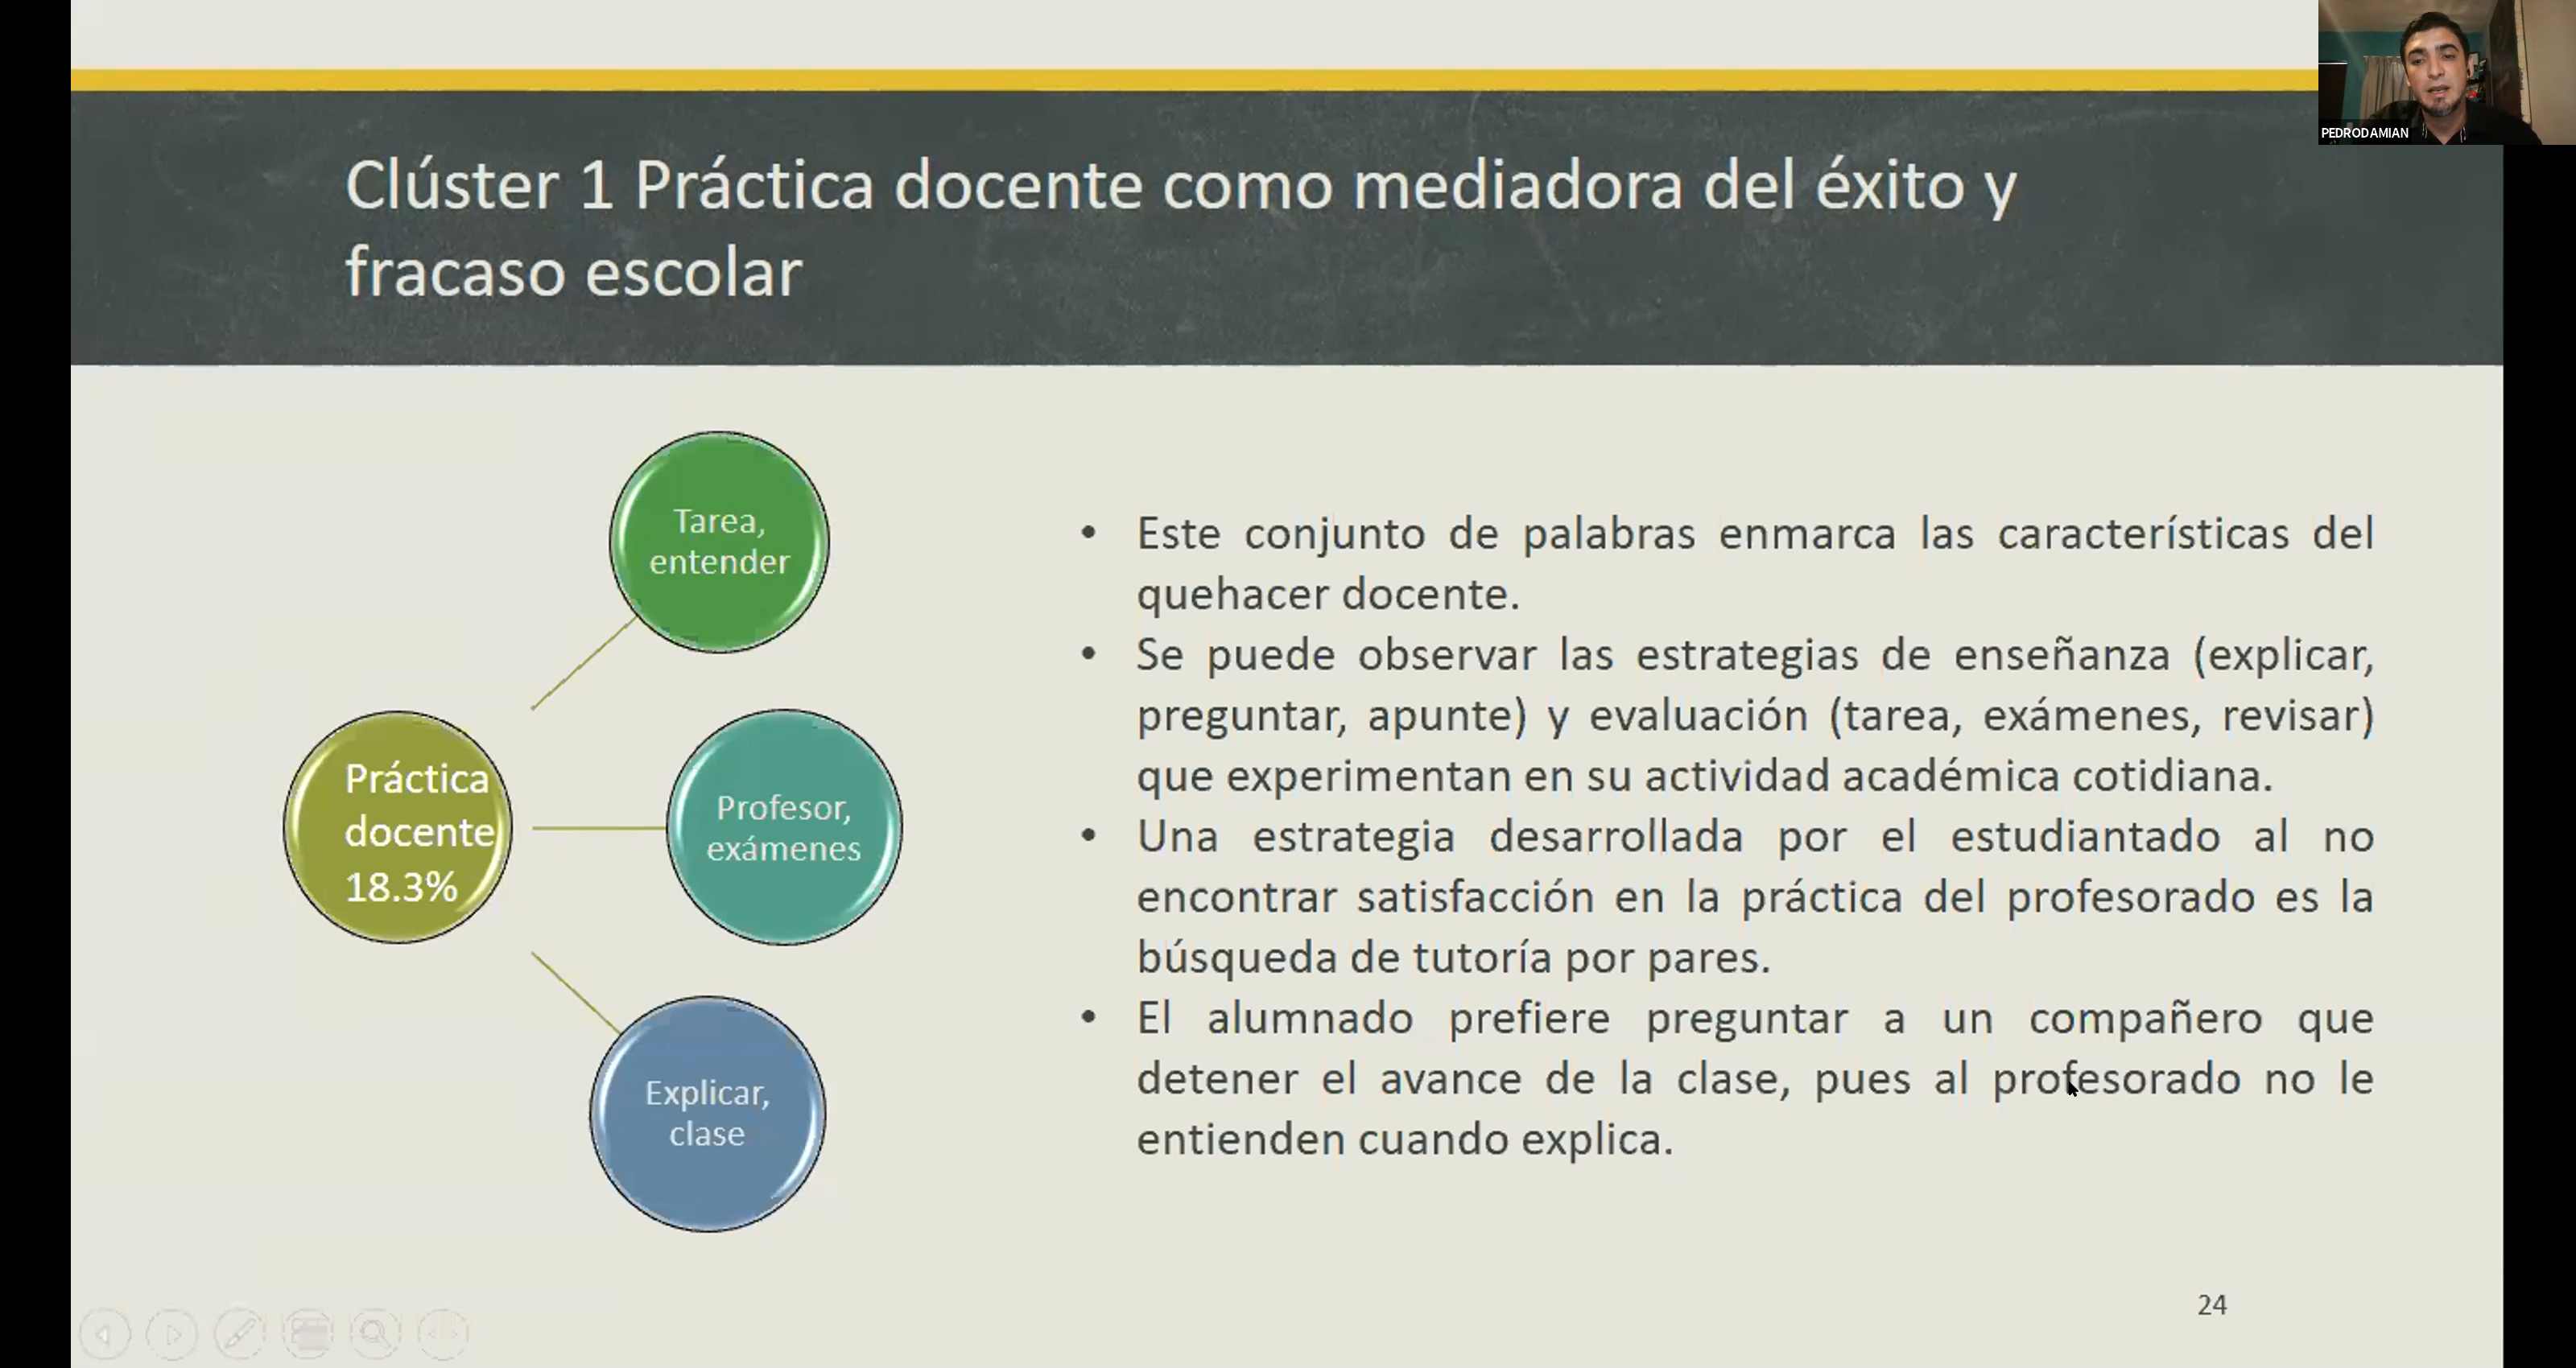 PEDRODAMIAN
Clúster 1 Práctica docente como mediadora del éxito y
fracaso escolar
Tarea,
entender
Práctica
docente
18.3%
Profesor,
exámenes
Explicar,
clase
• Este conjunto de palabras enmarca las características del
quehacer docente.
• Se puede observar las estrategias de enseñanza (explicar,
preguntar, apunte) y evaluación (tarea, exámenes, revisar)
que experimentan en su actividad académica cotidiana.
• Una estrategia desarrollada por el estudiantado al no
encontrar satisfacción en la práctica del profesorado es la
búsqueda de tutoría por pares.
• El alumnado prefiere preguntar a un compañero que
detener el avance de la clase, pues al profesorado no le
entienden cuando explica.
24